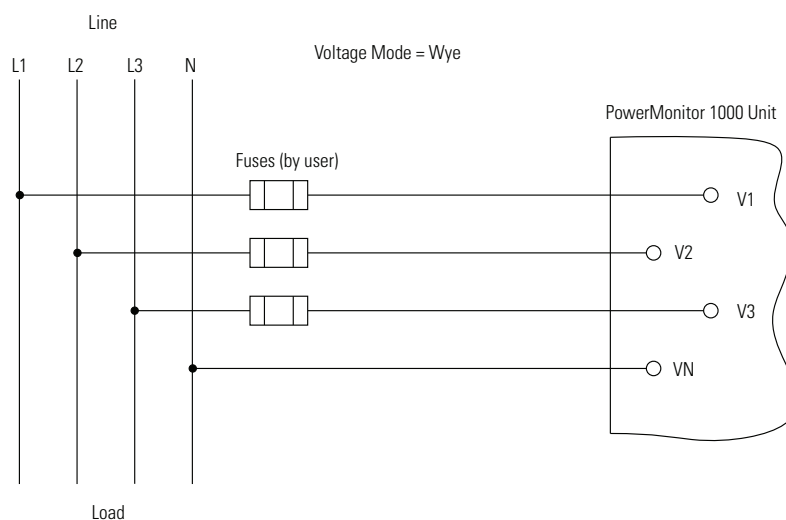 Line
Voltage Mode = Wye
L1 L2 L3 N
PowerMonitor 1000 Unit
Fuses (by user)
V1
V2
V3
VN
Load